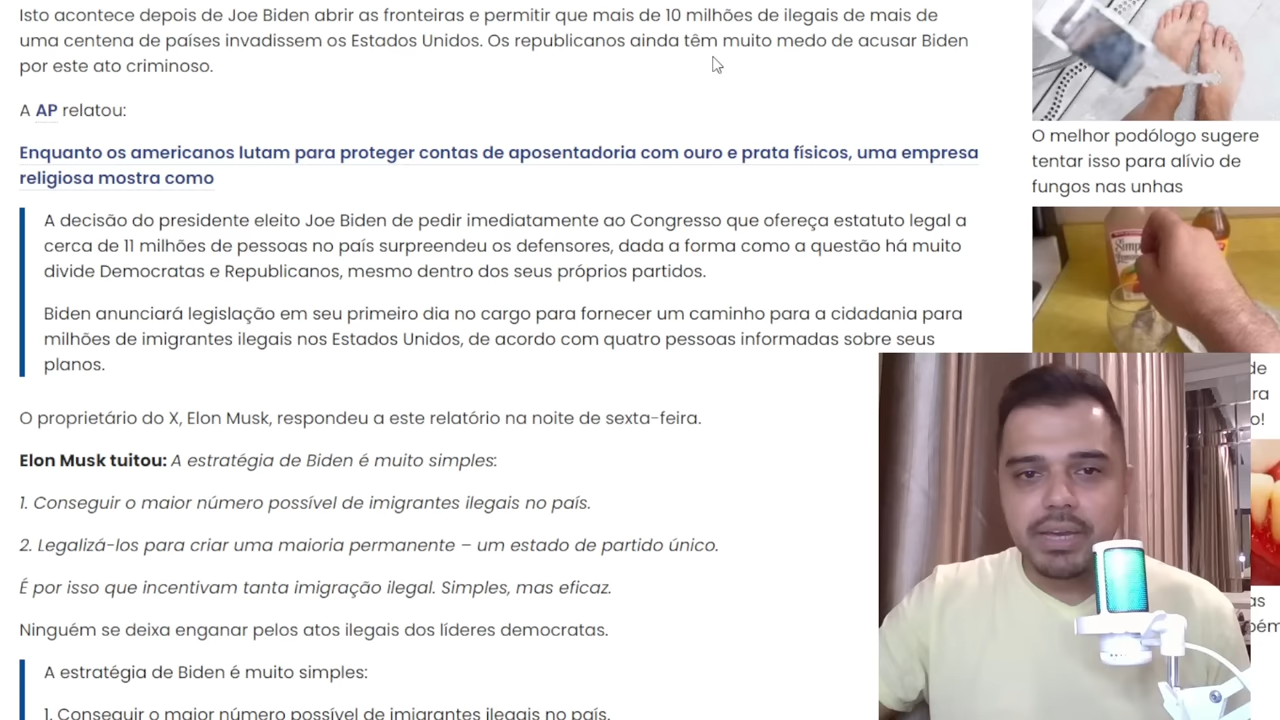 Isto acontece depois de Joe Biden abrir as fronteiras e permitir que mais de 10 milhões de ilegais de mais de
uma centena de países invadissem os Estados Unidos. Os republicanos ainda têm muito medo de acusar Biden
por este ato criminoso.
A AP relatou:
Enquanto os americanos lutam para proteger contas de aposentadoria com ouro e prata físicos, uma empresa
religiosa mostra como
A decisão do presidente eleito Joe Biden de pedir imediatamente ao Congresso que ofereça estatuto legal a
cerca de 11 milhões de pessoas no país surpreendeu os defensores, dada a forma como a questão há muito
divide Democratas e Republicanos, mesmo dentro dos seus próprios partidos.
Biden anunciará legislação em seu primeiro dia no cargo para fornecer um caminho para a cidadania para
milhões de imigrantes ilegais nos Estados Unidos, de acordo com quatro pessoas informadas sobre seus
planos.
O proprietário do X, Elon Musk, respondeu a este relatório na noite de sexta-feira.
Elon Musk tuitou: A estratégia de Biden é muito simples:
1. Conseguir o maior número possível de imigrantes ilegais no país.
2. Legalizá-los para criar uma maioria permanente – um estado de partido único.
É por isso que incentivam tanta imigração ilegal. Simples, mas eficaz.
Ninguém se deixa enganar pelos atos ilegais dos líderes democratas.
A estratégia de Biden é muito simples:
1. Conseguir o maior número possível de imigrantes ilegais no país.
O melhor podólogo sugere
tentar isso para alívio de
fungos nas unhas